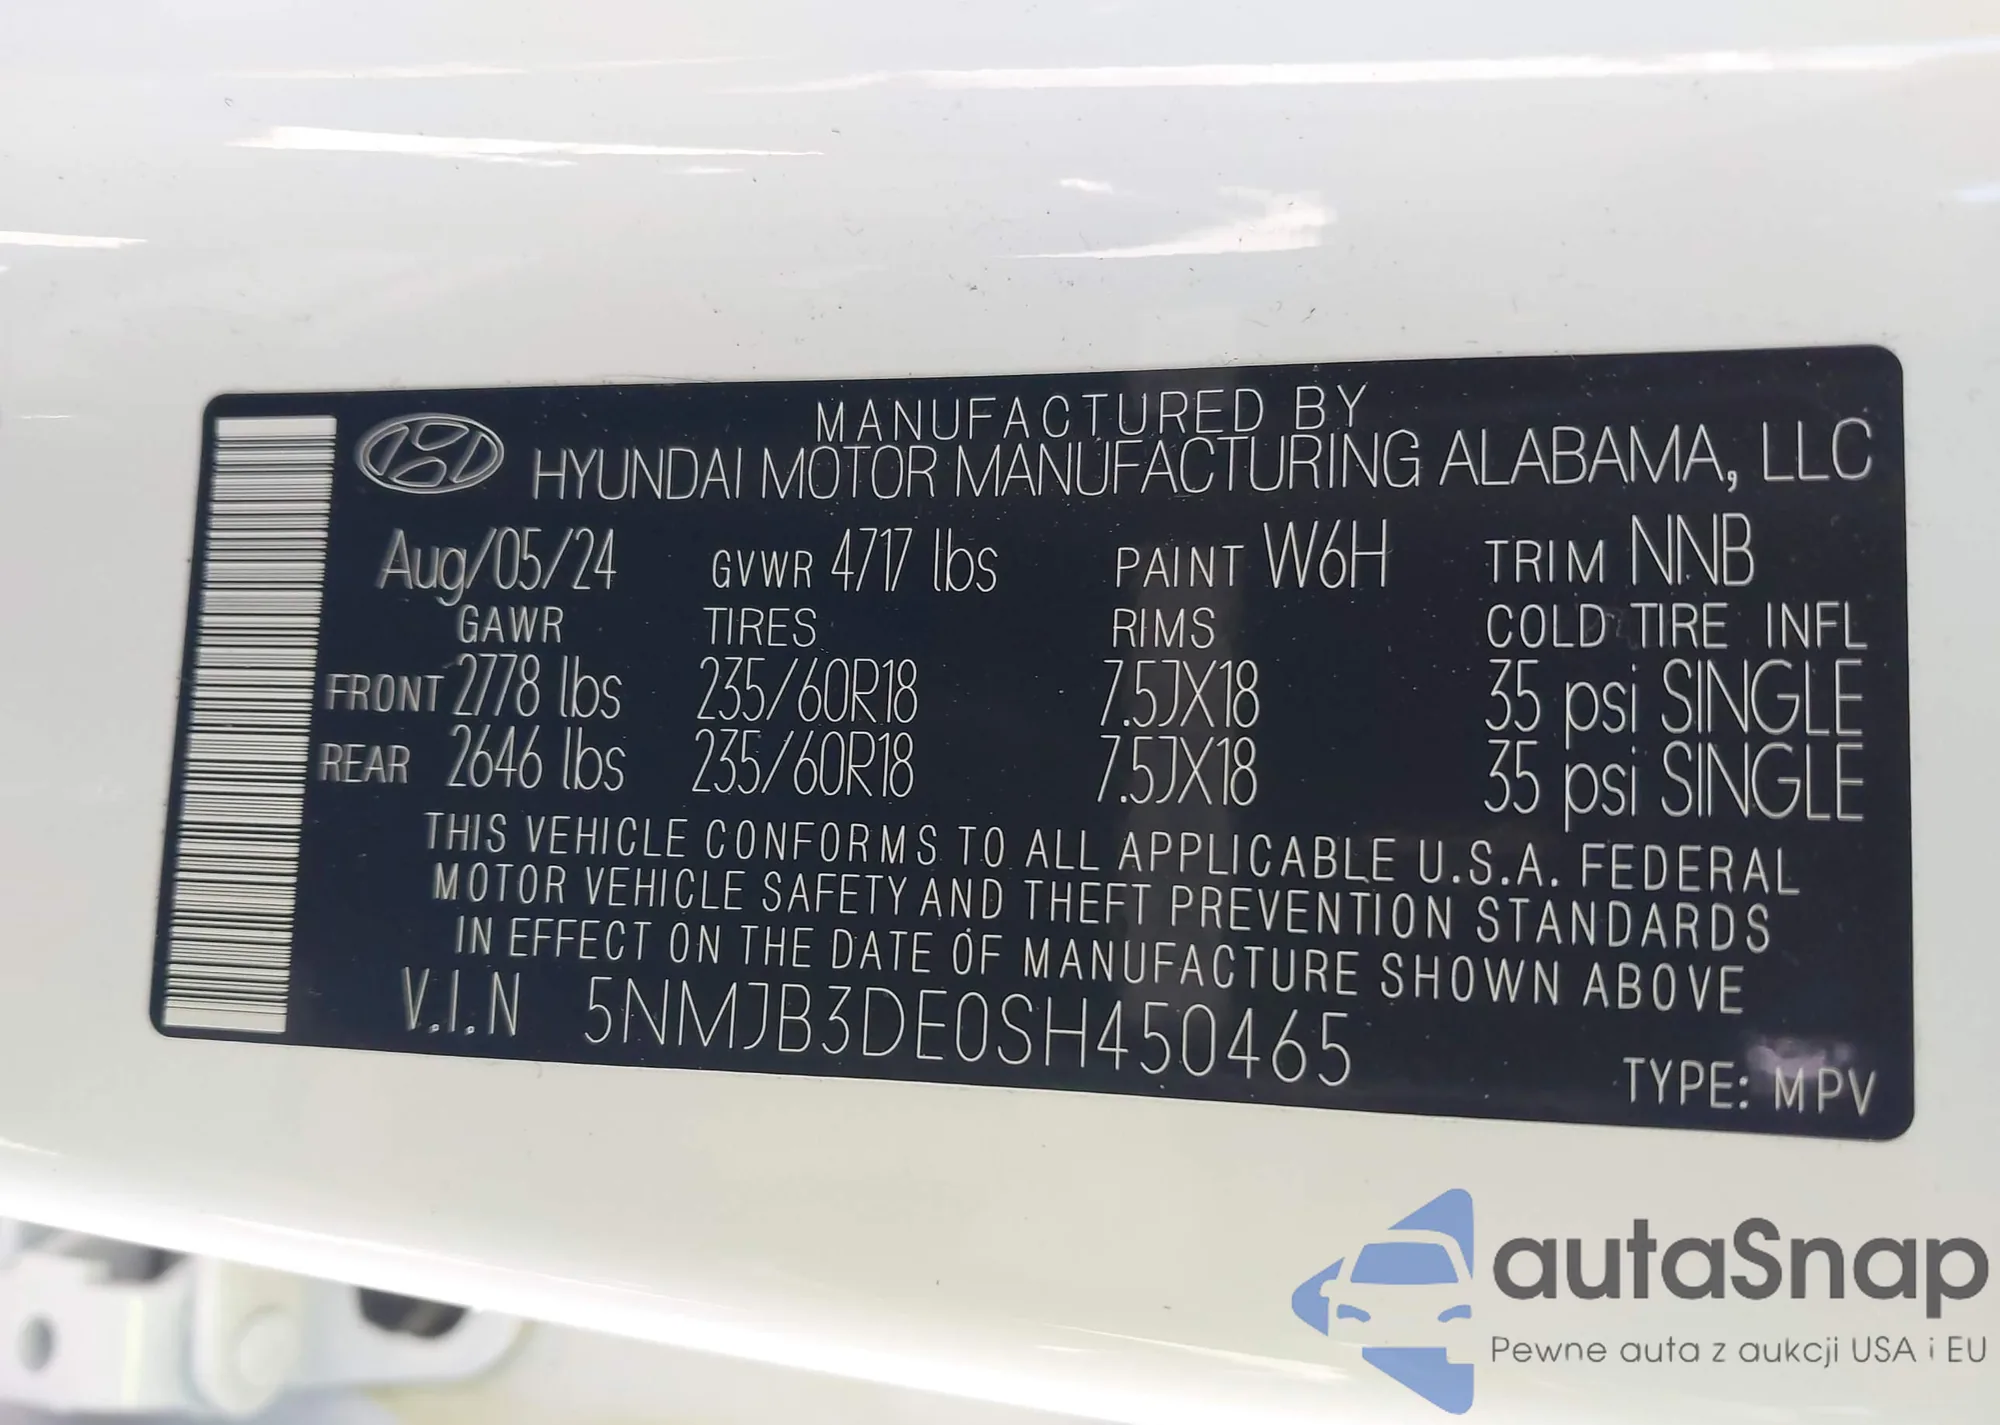 MANUFACTURED BY
HYUNDAI MOTOR MANUFACTURING ALABAMA, LLC
Aug/05/24 GVWR 4717 lbs PAINT W6H TRIM NNB
GAWR TIRES RIMS COLD TIRE INFL
FRONT 2778 lbs 235/60R18 7.5JX18 35 psi SINGLE
REAR 2646 lbs 235/60R18 7.5JX18 35 psi SINGLE
THIS VEHICLE CONFORMS TO ALL APPLICABLE U.S.A. FEDERAL
MOTOR VEHICLE SAFETY AND THEFT PREVENTION STANDARDS
IN EFFECT ON THE DATE OF MANUFACTURE SHOWN ABOVE
V.I.N 5NMJB3DE0SH450465
TYPE: MPV
autaSnap
Pewne auta z aukcji USA i EU